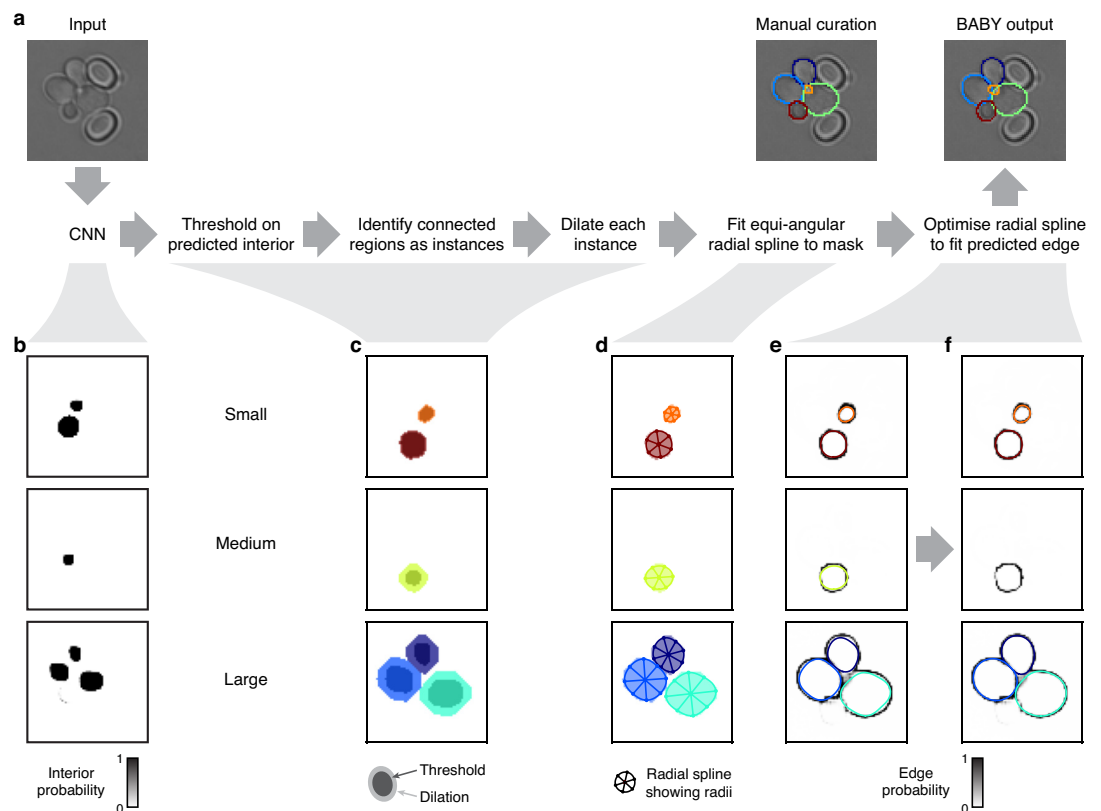 a
Input
Manual curation
BABY output
CNN
Threshold on
predicted interior
Identify connected
regions as instances
Dilate each
instance
Fit equi-angular
radial spline to mask
Optimise radial spline
to fit predicted edge
b
c
d
e
f
Small
Medium
Large
Interior
probability
1
0
Threshold
Dilation
Radial spline
showing radii
Edge
probability
1
0